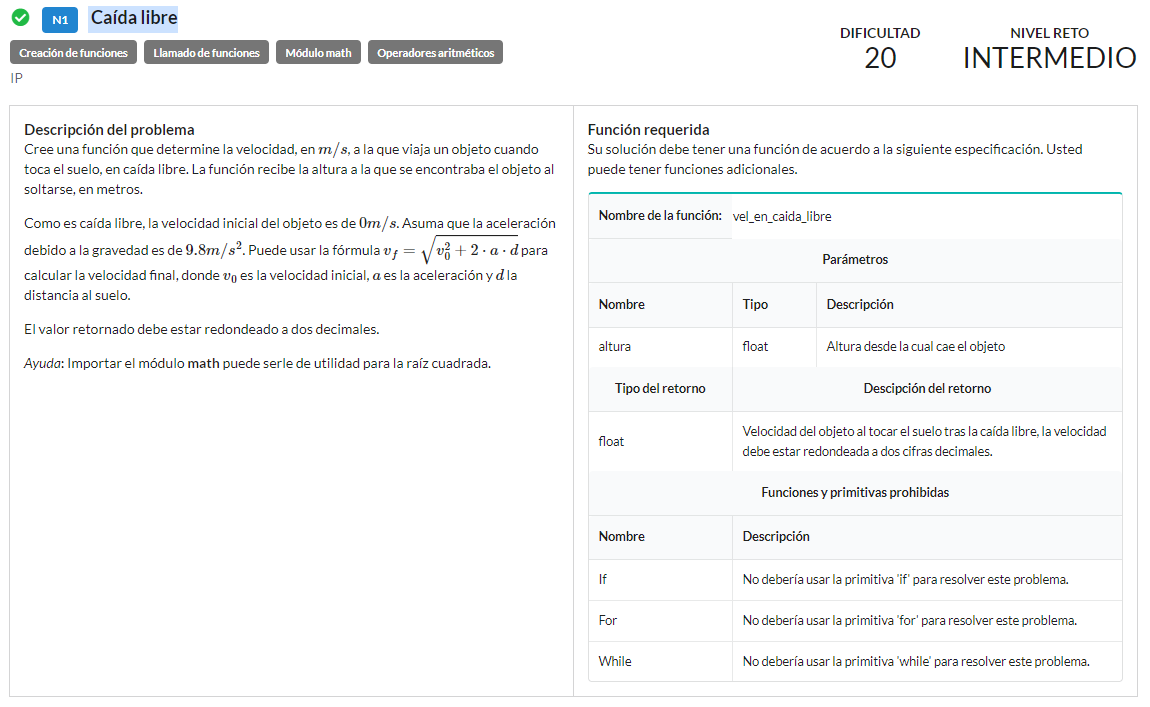 N1 Caída libre
Creación de funciones Llamado de funciones Módulo math Operadores aritméticos
IP
DIFICULTAD
20
NIVEL RETO
INTERMEDIO
Descripción del problema
Cree una función que determine la velocidad, en m/s, a la que viaja un objeto cuando
toca el suelo, en caída libre. La función recibe la altura a la que se encontraba el objeto al
soltarse, en metros.
Como es caída libre, la velocidad inicial del objeto es de 0m/s. Asuma que la aceleración
debido a la gravedad es de 9.8m/s². Puede usar la fórmula v_f = √(v₀² + 2 · a · d) para
calcular la velocidad final, donde v₀ es la velocidad inicial, a es la aceleración y d la
distancia al suelo.
El valor retornado debe estar redondeado a dos decimales.
Ayuda: Importar el módulo math puede serle de utilidad para la raíz cuadrada.
Función requerida
Su solución debe tener una función de acuerdo a la siguiente especificación. Usted
puede tener funciones adicionales.
Nombre de la función: vel_en_caida_libre
Parámetros
Nombre Tipo Descripción
altura float Altura desde la cual cae el objeto
Tipo del retorno Descipción del retorno
float Velocidad del objeto al tocar el suelo tras la caída libre, la velocidad
debe estar redondeada a dos cifras decimales.
Funciones y primitivas prohibidas
Nombre Descripción
If No debería usar la primitiva 'if' para resolver este problema.
For No debería usar la primitiva 'for' para resolver este problema.
While No debería usar la primitiva 'while' para resolver este problema.